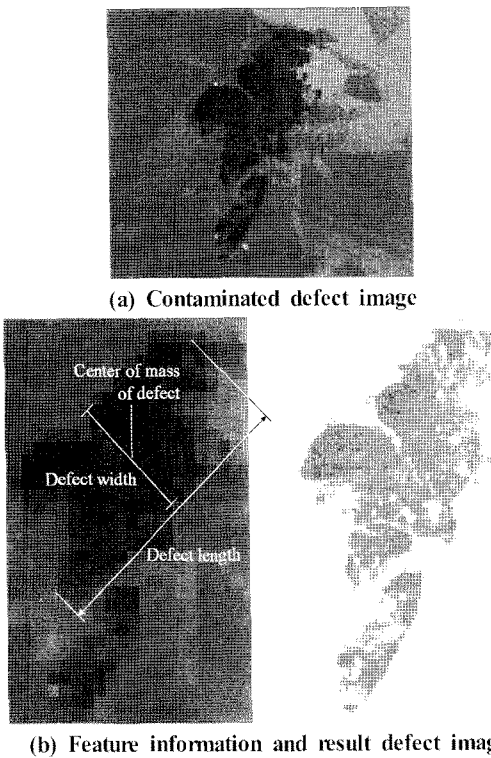 (a) Contaminated defect image
Center of mass
of defect
Defect width
Defect length
(b) Feature information and result defect imag